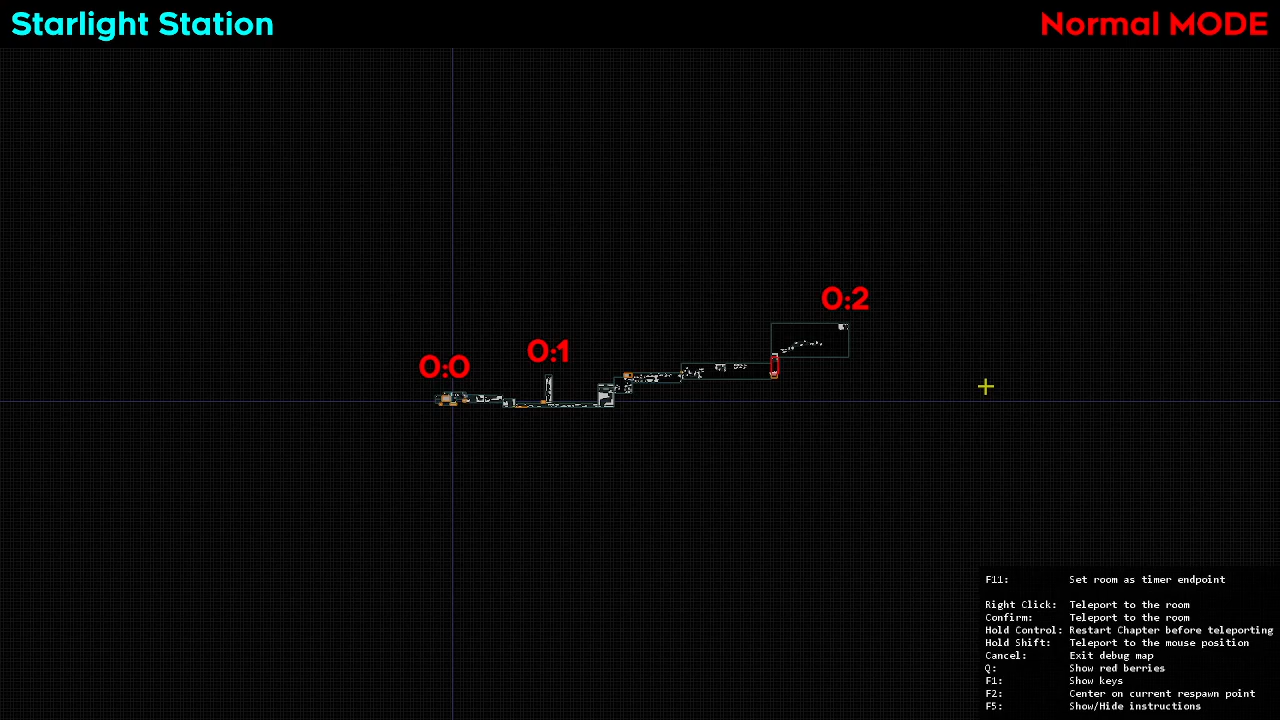 Starlight Station
Normal MODE
0:2
0:1
0:0
F11: Set room as timer endpoint
Right Click: Teleport to the room
Confirm: Teleport to the room
Hold Control: Restart Chapter before teleporting
Hold Shift: Teleport to the mouse position
Cancel: Exit debug map
Q: Show red berries
F1: Show keys
F2: Center on current respawn point
F5: Show/Hide instructions